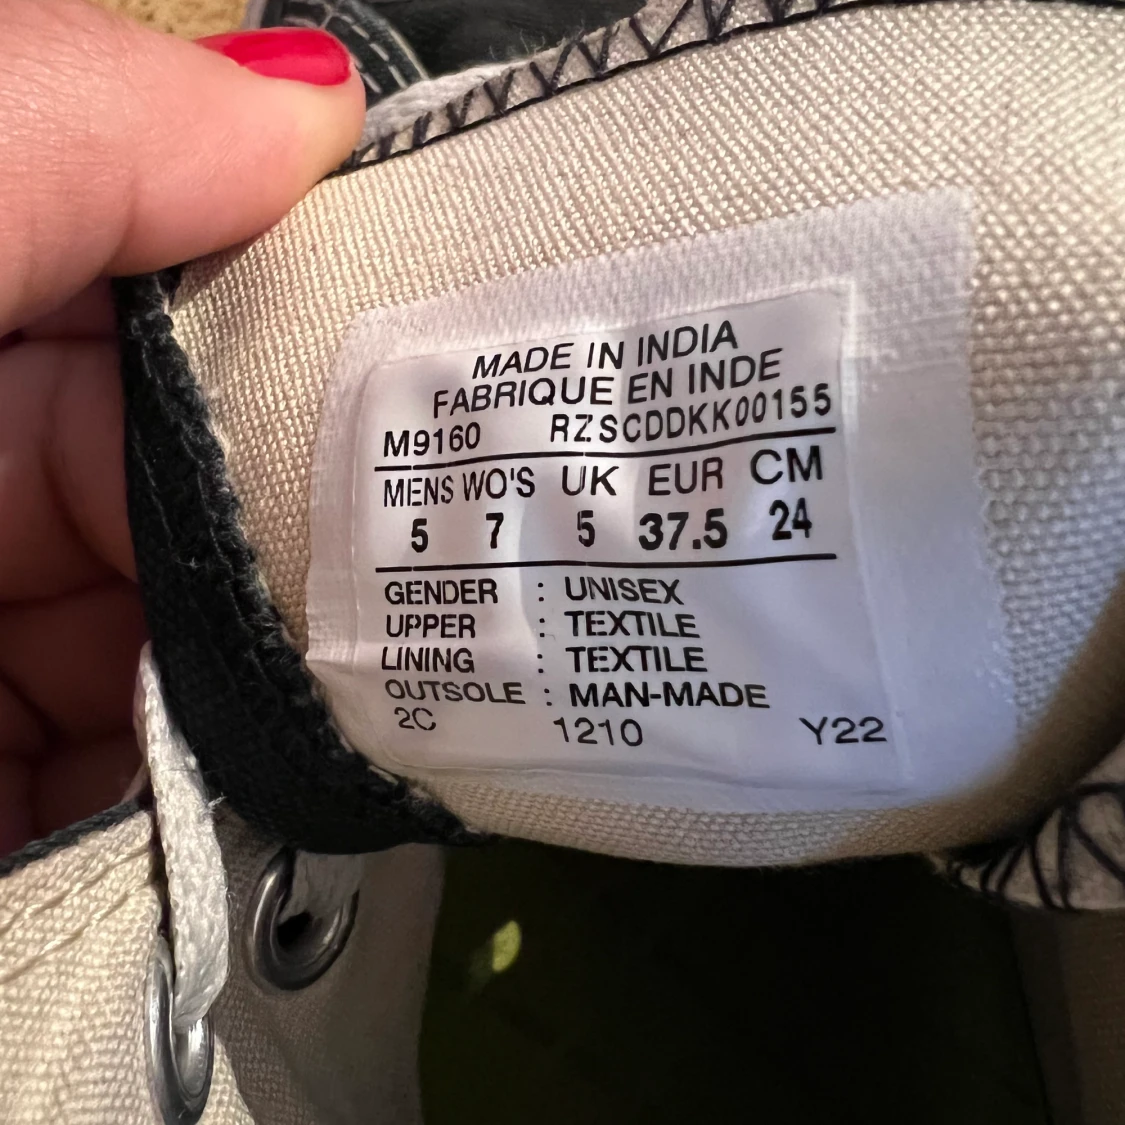 MADE IN INDIA
FABRIQUE EN INDE
M9160 RZSCDDKK00155
MENS WO'S UK EUR CM
5 7 5 37.5 24
GENDER : UNISEX
UPPER : TEXTILE
LINING : TEXTILE
OUTSOLE : MAN-MADE
2C 1210 Y22